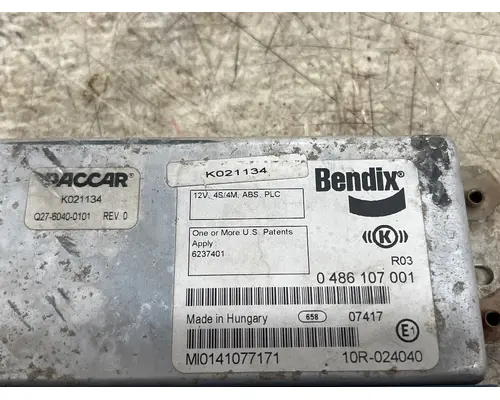 PACCAR
K021134
Q27-6040-0101 REV. 0
K021134
12V, 4S/4M, ABS, PLC
One or More U.S. Patents
Apply :
6237401
Bendix
K
R03
0 486 107 001
Made in Hungary 658 07417
E1
MI0141077171 10R-024040